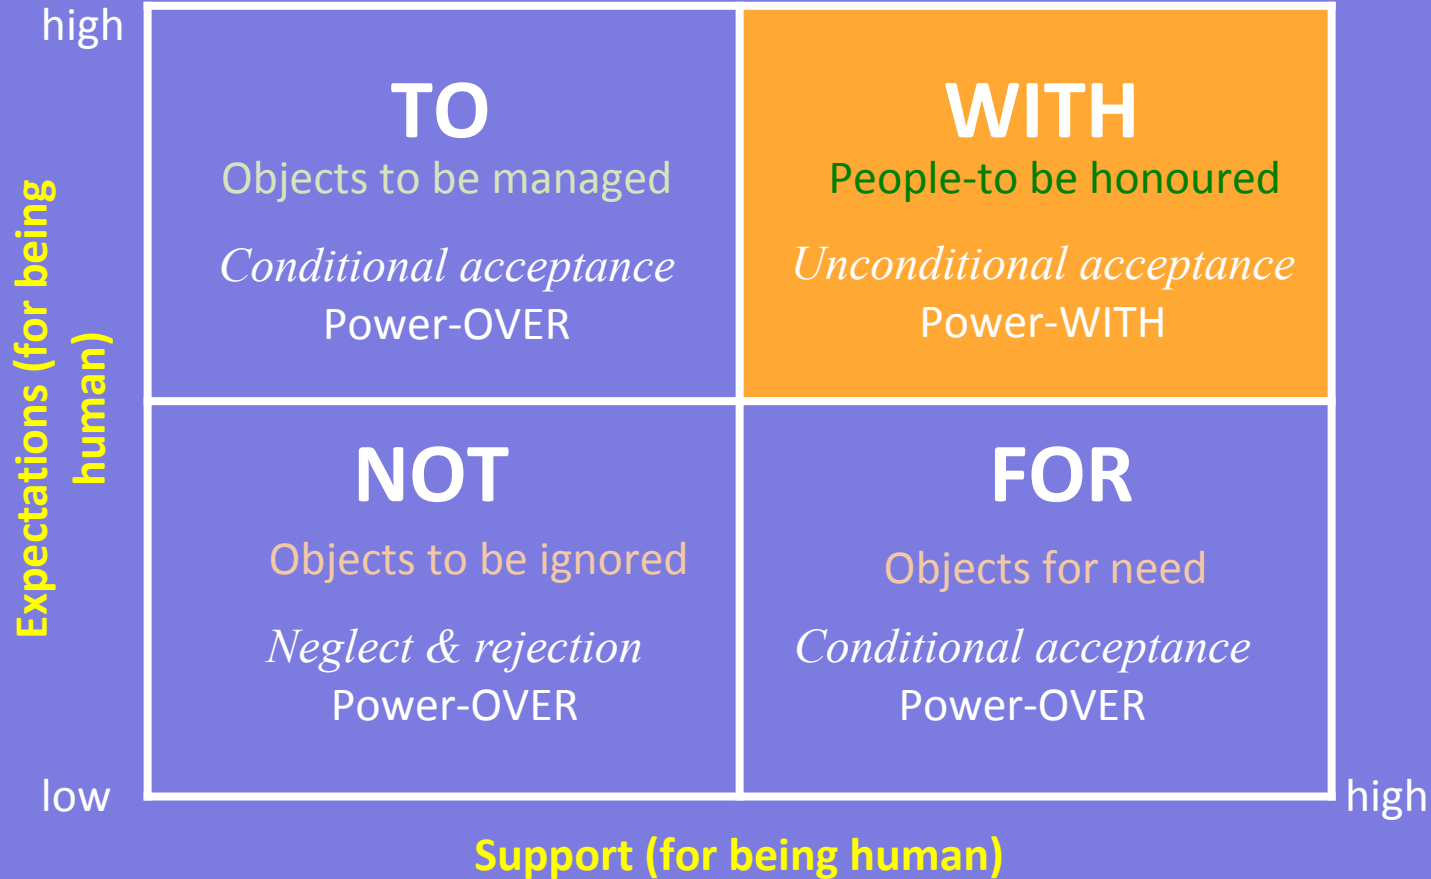 high
TO
Objects to be managed
Conditional acceptance
Power-OVER
WITH
People-to be honoured
Unconditional acceptance
Power-WITH
Expectations (for being
human)
NOT
Objects to be ignored
Neglect & rejection
Power-OVER
FOR
Objects for need
Conditional acceptance
Power-OVER
low
high
Support (for being human)